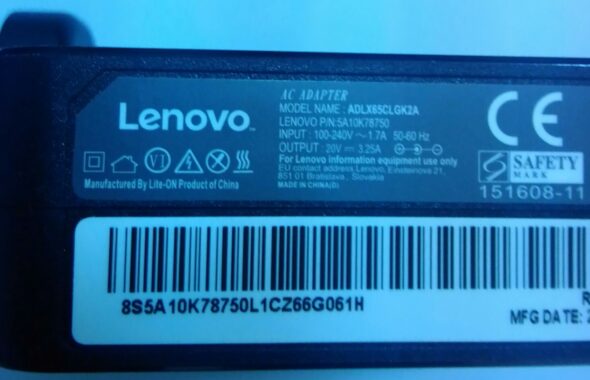 Lenovo
AC ADAPTER
MODEL NAME : ADLX65CLGK2A
LENOVO P/N:5A10K78750
INPUT : 100-240V ~ 1.7A 50-60 Hz
OUTPUT : 20V ⎓ 3.25A
For Lenovo information equipment use only
EU contact address.Lenovo, Einsteinova 21,
851 01 Bratislava, Slovakia
MADE IN CHINA(D)
VI
Manufactured By Lite-ON Product of China
CE
S SAFETY
MARK
151608-11
8S5A10K78750L1CZ66G061H
R
MFG DATE: 2